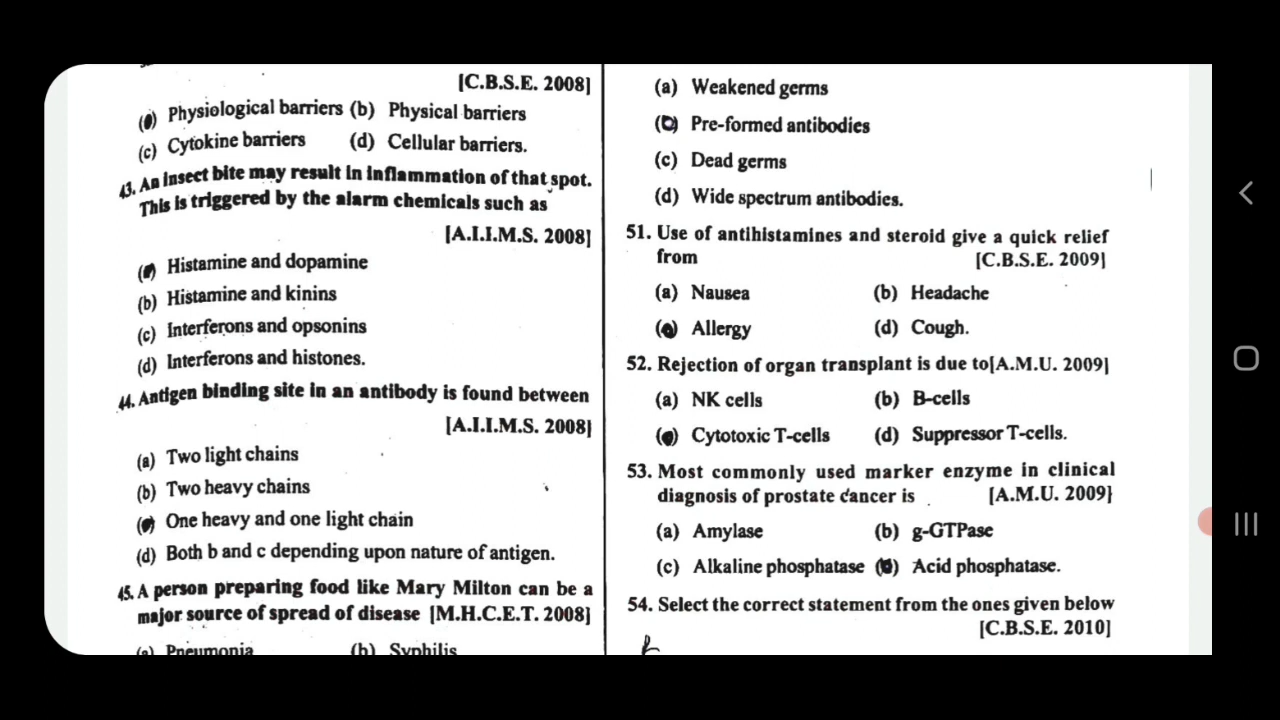 [C.B.S.E. 2008]
(a) Physiological barriers (b) Physical barriers
(c) Cytokine barriers (d) Cellular barriers.
43. An insect bite may result in inflammation of that spot.
This is triggered by the alarm chemicals such as
[A.I.I.M.S. 2008]
(a) Histamine and dopamine
(b) Histamine and kinins
(c) Interferons and opsonins
(d) Interferons and histones.
44. Antigen binding site in an antibody is found between
[A.I.I.M.S. 2008]
(a) Two light chains
(b) Two heavy chains
(c) One heavy and one light chain
(d) Both b and c depending upon nature of antigen.
45. A person preparing food like Mary Milton can be a
major source of spread of disease [M.H.C.E.T. 2008]
(a) Pneumonia (b) Syphilis
(a) Weakened germs
(b) Pre-formed antibodies
(c) Dead germs
(d) Wide spectrum antibodies.
51. Use of antihistamines and steroid give a quick relief
from [C.B.S.E. 2009]
(a) Nausea (b) Headache
(c) Allergy (d) Cough.
52. Rejection of organ transplant is due to[A.M.U. 2009]
(a) NK cells (b) B-cells
(c) Cytotoxic T-cells (d) Suppressor T-cells.
53. Most commonly used marker enzyme in clinical
diagnosis of prostate cancer is [A.M.U. 2009}
(a) Amylase (b) g-GTPase
(c) Alkaline phosphatase (d) Acid phosphatase.
54. Select the correct statement from the ones given below
[C.B.S.E. 2010]